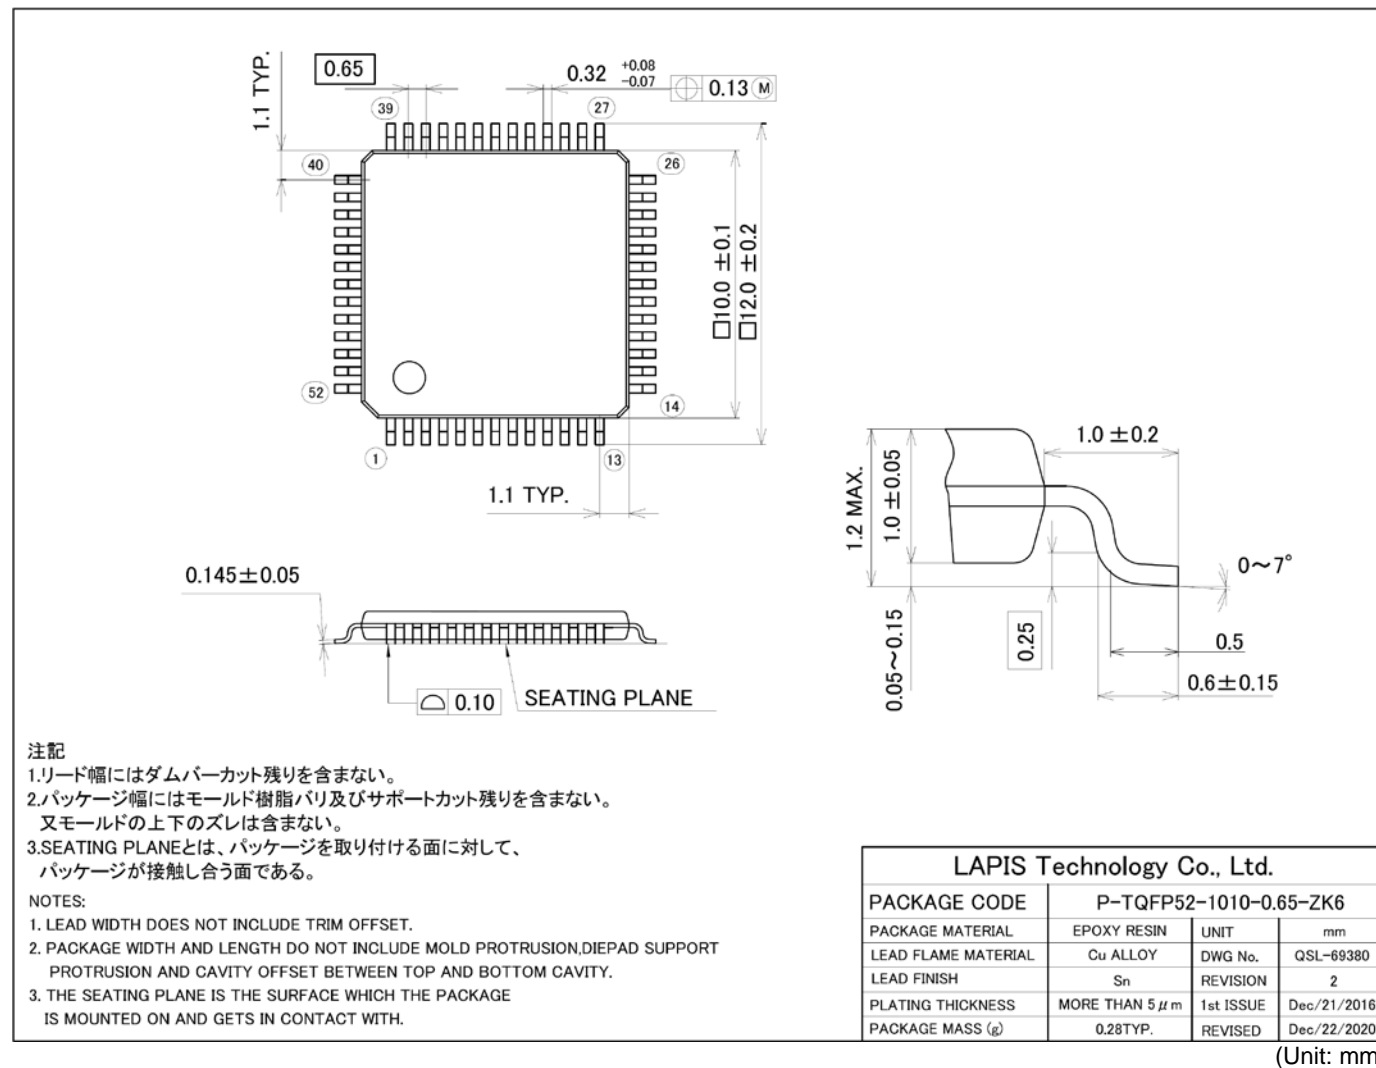 1.1 TYP.
0.65
0.32 +0.08 -0.07
0.13 Ⓜ
39
27
40
26
□10.0 ±0.1
□12.0 ±0.2
52
14
1
13
1.1 TYP.
1.0 ±0.2
1.2 MAX.
1.0 ±0.05
0~7°
0.05~0.15
0.25
0.5
0.6±0.15
0.145±0.05
0.10
SEATING PLANE
注記
1.リード幅にはダムバーカット残りを含まない。
2.パッケージ幅にはモールド樹脂バリ及びサポートカット残りを含まない。
又モールドの上下のズレは含まない。
3.SEATING PLANEとは、パッケージを取り付ける面に対して、
パッケージが接触し合う面である。
NOTES:
1. LEAD WIDTH DOES NOT INCLUDE TRIM OFFSET.
2. PACKAGE WIDTH AND LENGTH DO NOT INCLUDE MOLD PROTRUSION,DIEPAD SUPPORT
PROTRUSION AND CAVITY OFFSET BETWEEN TOP AND BOTTOM CAVITY.
3. THE SEATING PLANE IS THE SURFACE WHICH THE PACKAGE
IS MOUNTED ON AND GETS IN CONTACT WITH.
LAPIS Technology Co., Ltd.
PACKAGE CODE P-TQFP52-1010-0.65-ZK6
PACKAGE MATERIAL EPOXY RESIN UNIT mm
LEAD FLAME MATERIAL Cu ALLOY DWG No. QSL-69380
LEAD FINISH Sn REVISION 2
PLATING THICKNESS MORE THAN 5μm 1st ISSUE Dec/21/2016
PACKAGE MASS (g) 0.28TYP. REVISED Dec/22/2020
(Unit: mm